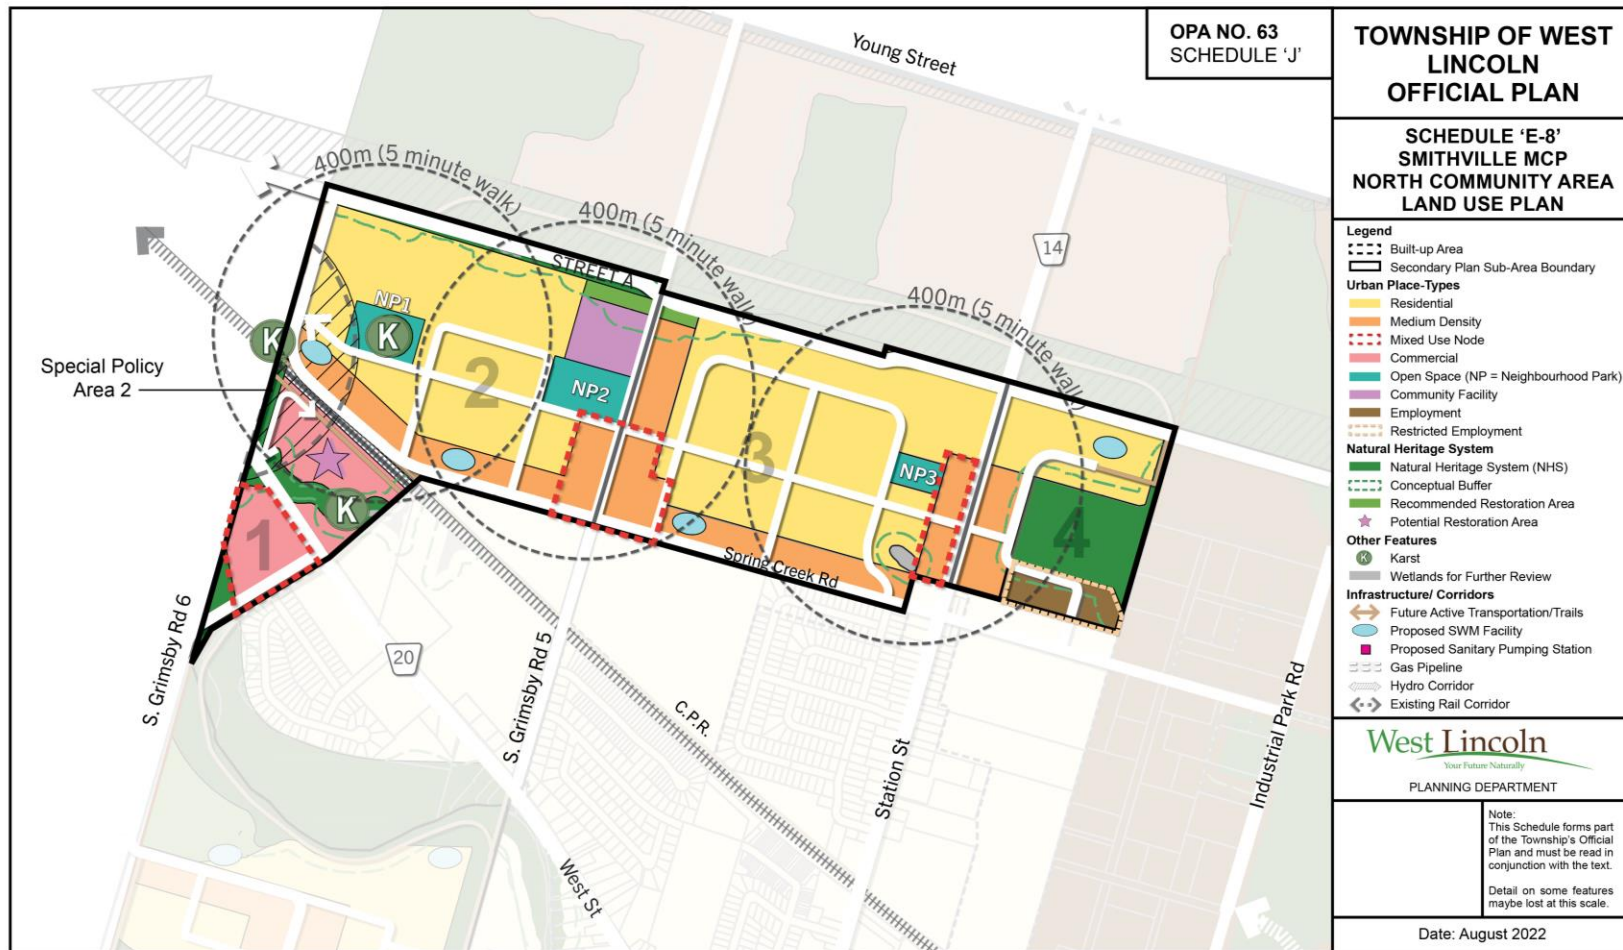 OPA NO. 63
SCHEDULE ‘J’
TOWNSHIP OF WEST
LINCOLN
OFFICIAL PLAN
SCHEDULE ‘E-8’
SMITHVILLE MCP
NORTH COMMUNITY AREA
LAND USE PLAN
Legend
Built-up Area
Secondary Plan Sub-Area Boundary
Urban Place-Types
Residential
Medium Density
Mixed Use Node
Commercial
Open Space (NP = Neighbourhood Park)
Community Facility
Employment
Restricted Employment
Natural Heritage System
Natural Heritage System (NHS)
Conceptual Buffer
Recommended Restoration Area
Potential Restoration Area
Other Features
K Karst
Wetlands for Further Review
Infrastructure/ Corridors
Future Active Transportation/Trails
Proposed SWM Facility
Proposed Sanitary Pumping Station
Gas Pipeline
Hydro Corridor
Existing Rail Corridor
West Lincoln
Your Future Naturally
PLANNING DEPARTMENT
Note:
This Schedule forms part
of the Township's Official
Plan and must be read in
conjunction with the text.
Detail on some features
maybe lost at this scale.
Date: August 2022
Young Street
400m (5 minute walk)
400m (5 minute walk)
400m (5 minute walk)
14
STREET A
NP1
K
K
2
NP2
3
NP3
4
Special Policy
Area 2
K
1
Spring Creek Rd
S. Grimsby Rd 6
20
S. Grimsby Rd 5
C.P.R.
Station St
Industrial Park Rd
West St